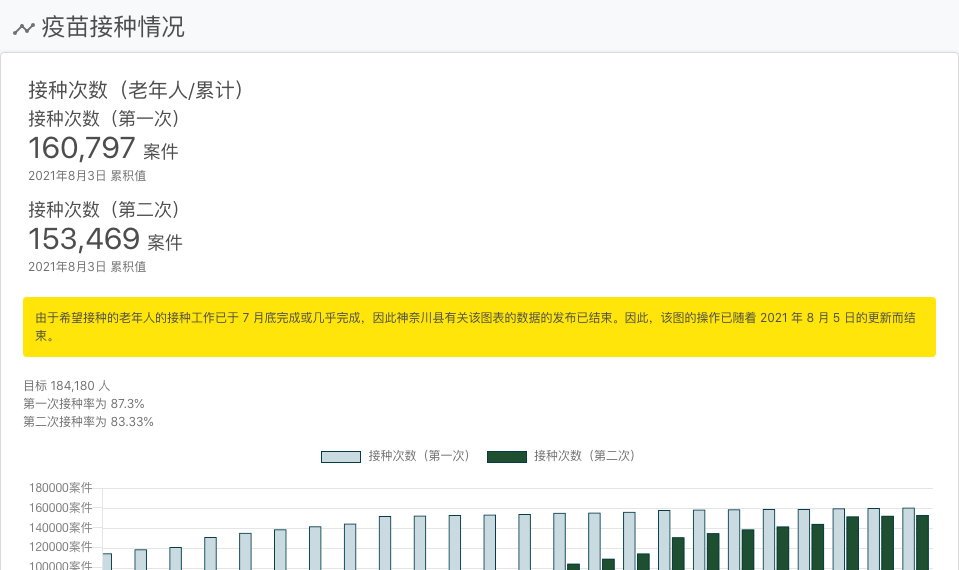 疫苗接种情况
接种次数（老年人/累计）
接种次数（第一次）
160,797 案件
2021年8月3日 累积值
接种次数（第二次）
153,469 案件
2021年8月3日 累积值
由于希望接种的老年人的接种工作已于 7 月底完成或几乎完成，因此神奈川县有关该图表的数据的发布已结束。因此，该图的操作已随着 2021 年 8 月 5 日的更新而结
束。
目标 184,180 人
第一次接种率为 87.3%
第二次接种率为 83.33%
接种次数（第一次） 接种次数（第二次）
180000案件
160000案件
140000案件
120000案件
100000案件